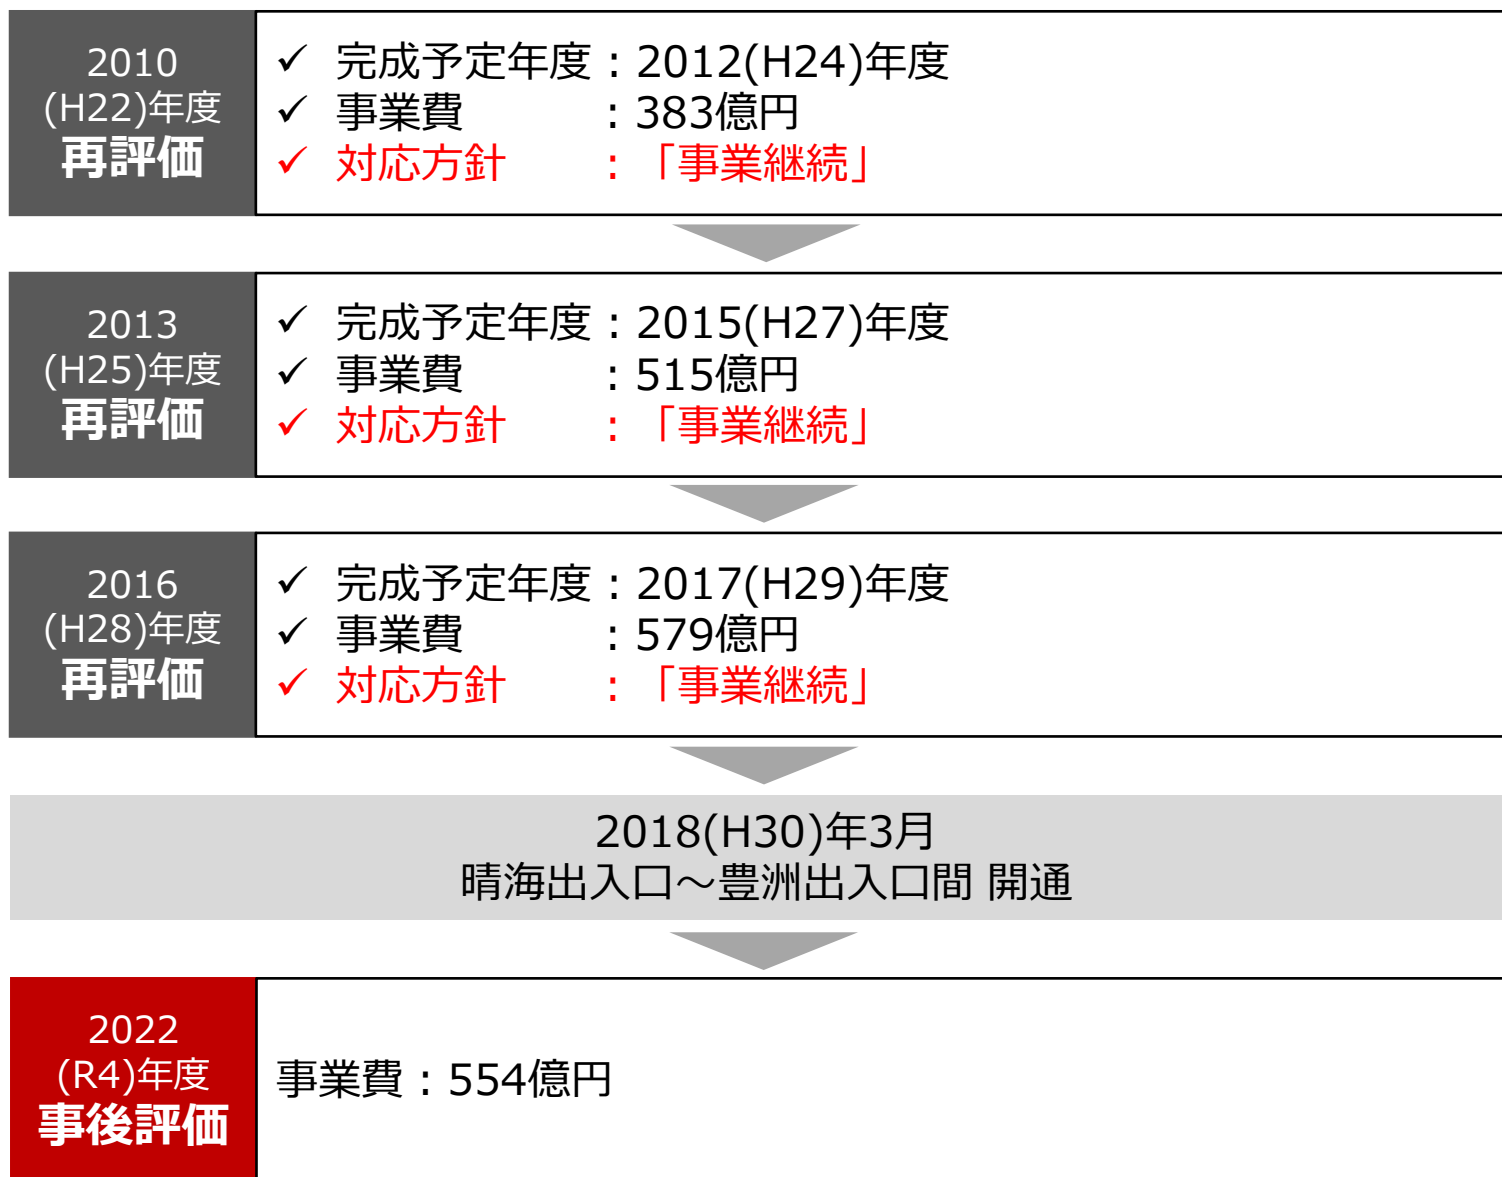 2010
(H22)年度
再評価
✓ 完成予定年度：2012(H24)年度
✓ 事業費　　　：383億円
✓ 対応方針　　：「事業継続」
2013
(H25)年度
再評価
✓ 完成予定年度：2015(H27)年度
✓ 事業費　　　：515億円
✓ 対応方針　　：「事業継続」
2016
(H28)年度
再評価
✓ 完成予定年度：2017(H29)年度
✓ 事業費　　　：579億円
✓ 対応方針　　：「事業継続」
2018(H30)年3月
晴海出入口～豊洲出入口間 開通
2022
(R4)年度
事後評価
事業費：554億円